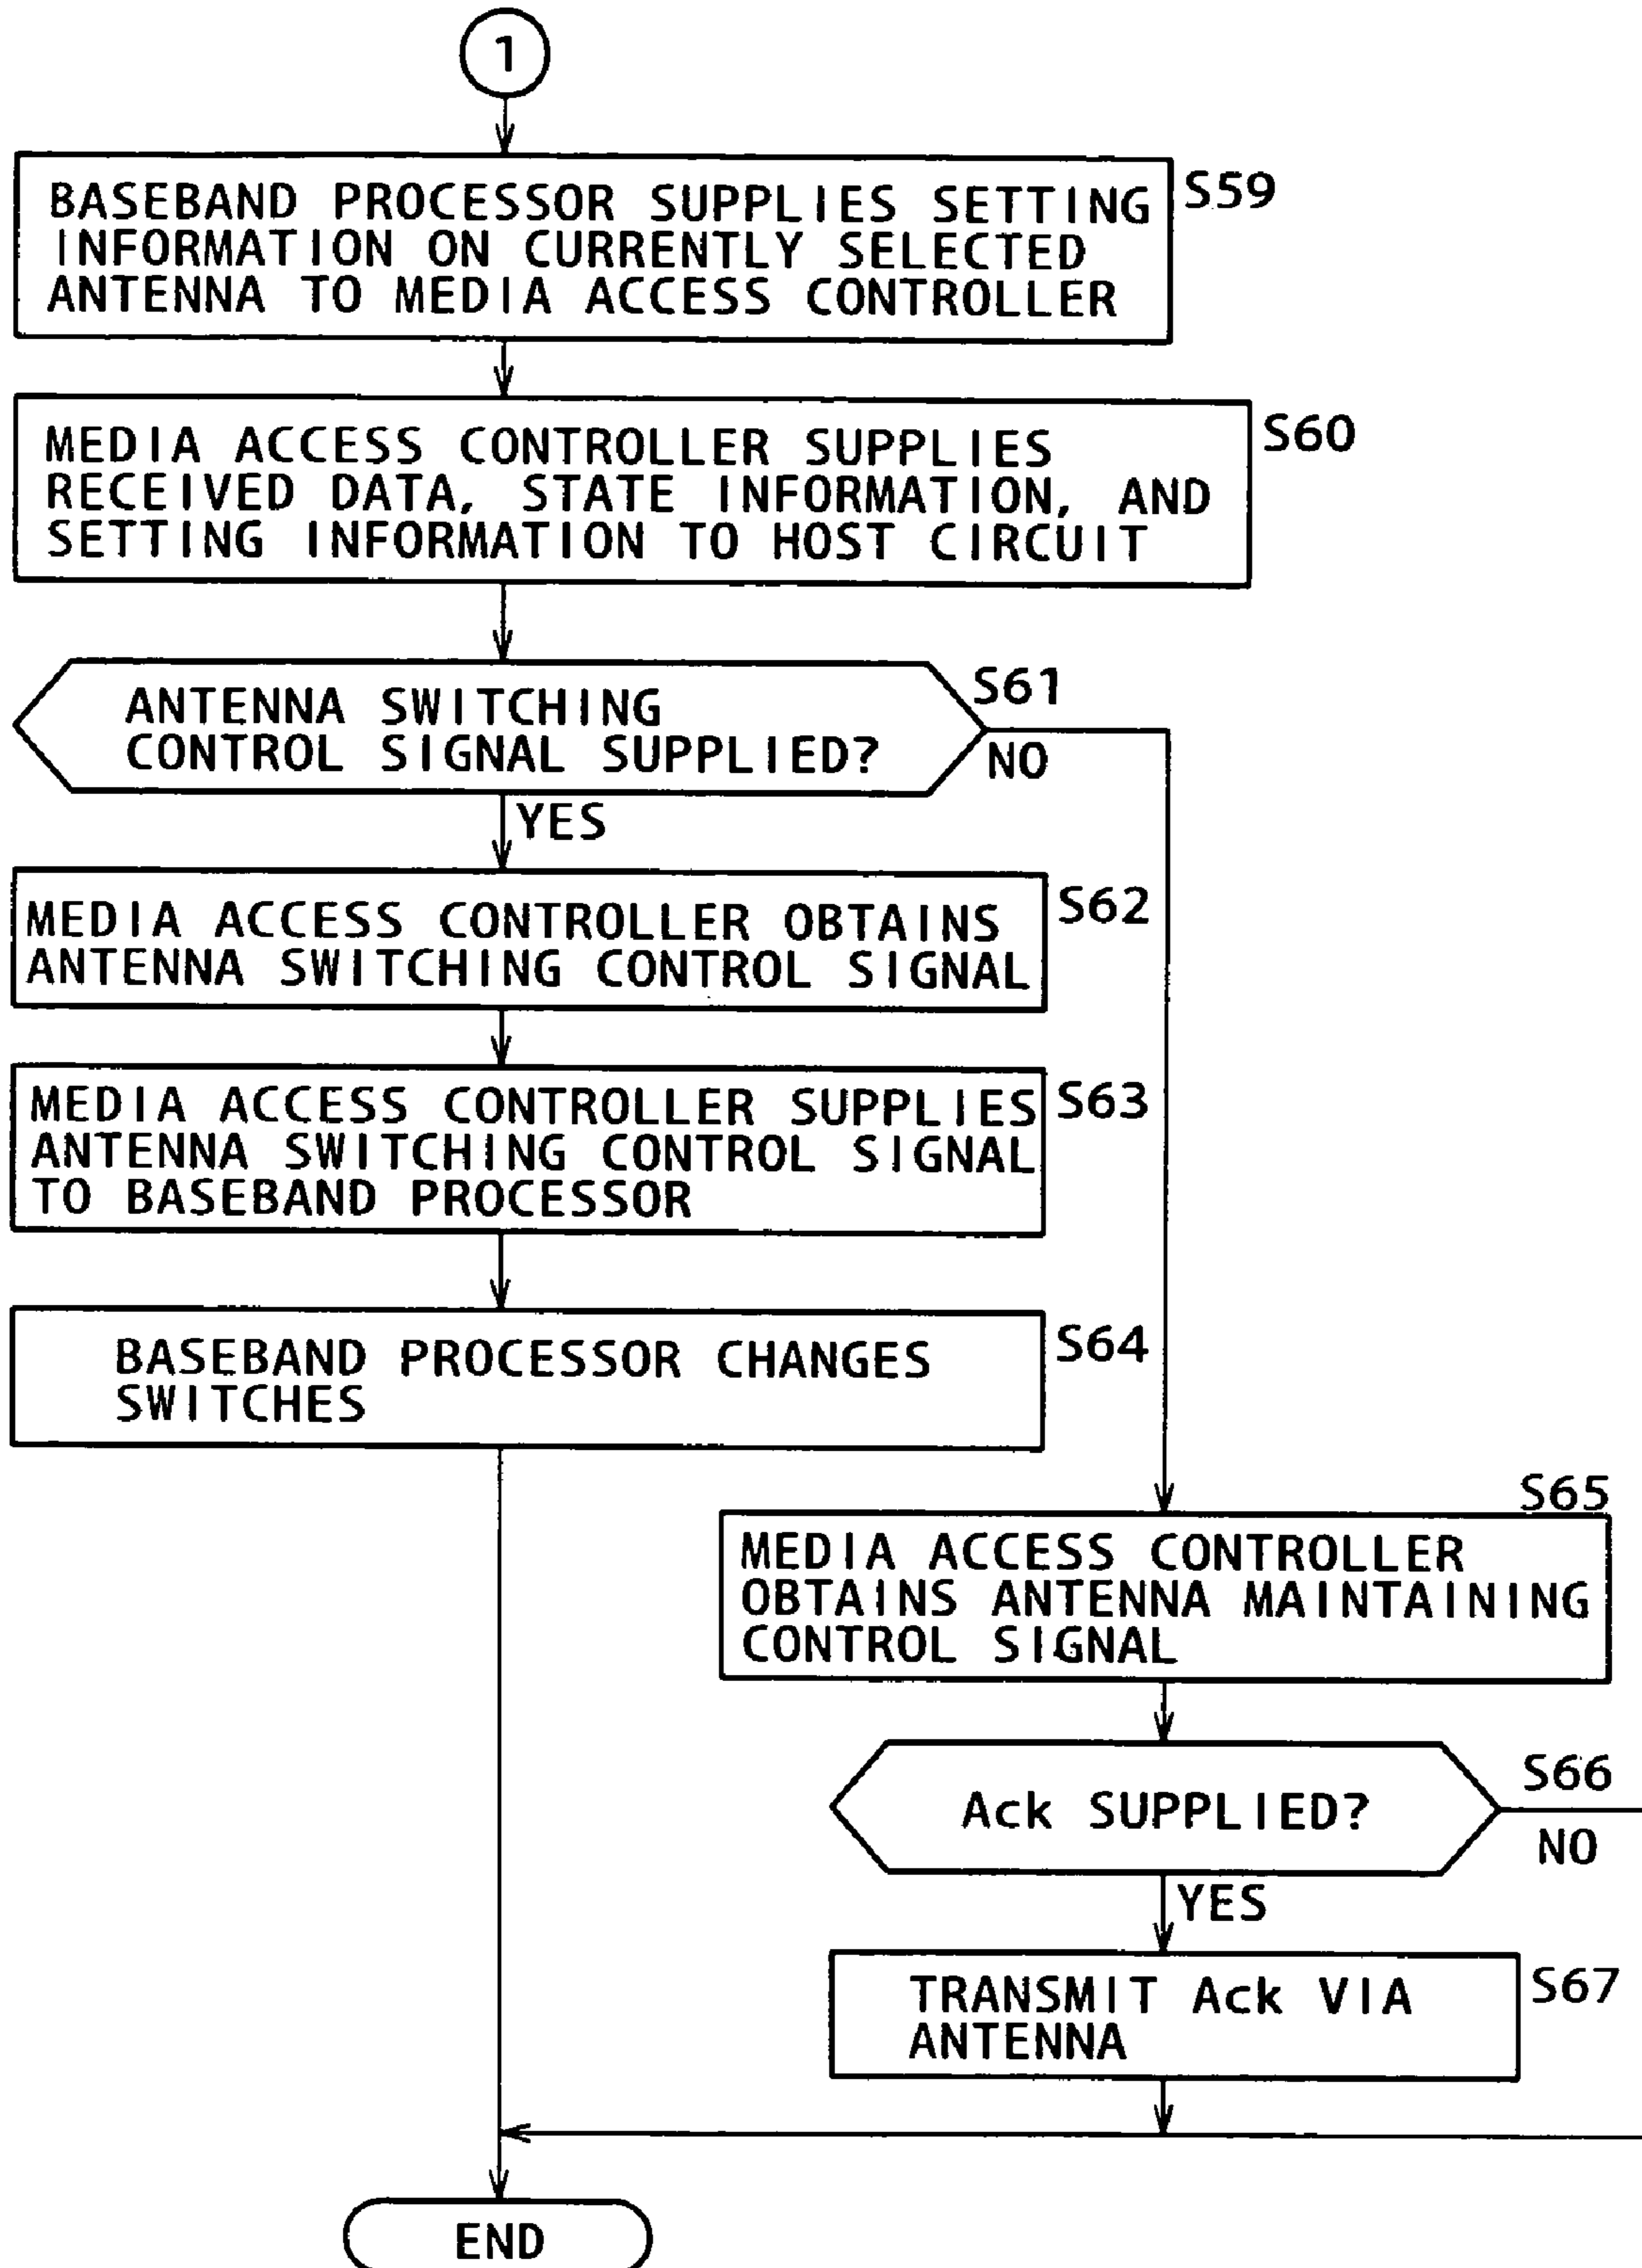 1
BASEBAND PROCESSOR SUPPLIES SETTING
INFORMATION ON CURRENTLY SELECTED
ANTENNA TO MEDIA ACCESS CONTROLLER
S59
MEDIA ACCESS CONTROLLER SUPPLIES
RECEIVED DATA, STATE INFORMATION, AND
SETTING INFORMATION TO HOST CIRCUIT
S60
ANTENNA SWITCHING
CONTROL SIGNAL SUPPLIED?
S61
NO
YES
MEDIA ACCESS CONTROLLER OBTAINS
ANTENNA SWITCHING CONTROL SIGNAL
S62
MEDIA ACCESS CONTROLLER SUPPLIES
ANTENNA SWITCHING CONTROL SIGNAL
TO BASEBAND PROCESSOR
S63
BASEBAND PROCESSOR CHANGES
SWITCHES
S64
S65
MEDIA ACCESS CONTROLLER
OBTAINS ANTENNA MAINTAINING
CONTROL SIGNAL
Ack SUPPLIED?
S66
NO
YES
TRANSMIT Ack VIA
ANTENNA
S67
END